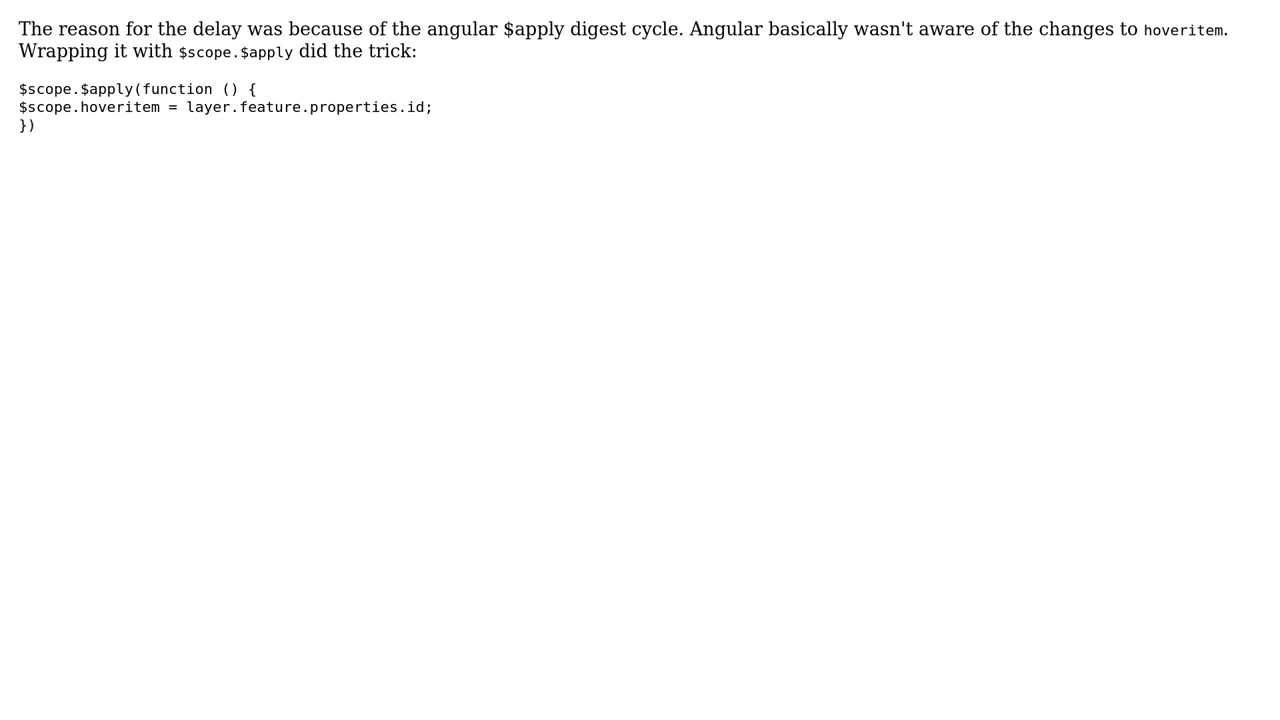 The reason for the delay was because of the angular $apply digest cycle. Angular basically wasn't aware of the changes to hoveritem.
Wrapping it with $scope.$apply did the trick:
$scope.$apply(function () {
$scope.hoveritem = layer.feature.properties.id;
})